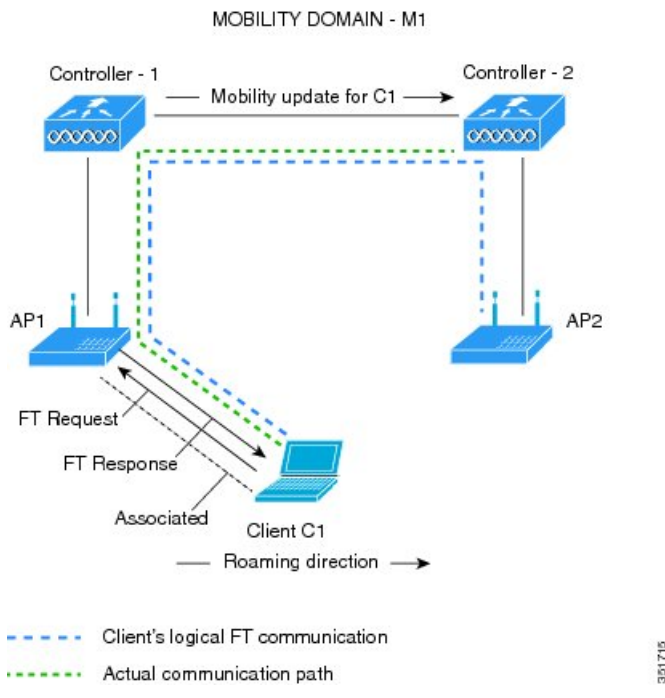 MOBILITY DOMAIN - M1
Controller - 1
Controller - 2
Mobility update for C1
AP1
AP2
FT Request
FT Response
Associated
Client C1
Roaming direction
Client's logical FT communication
Actual communication path
351715